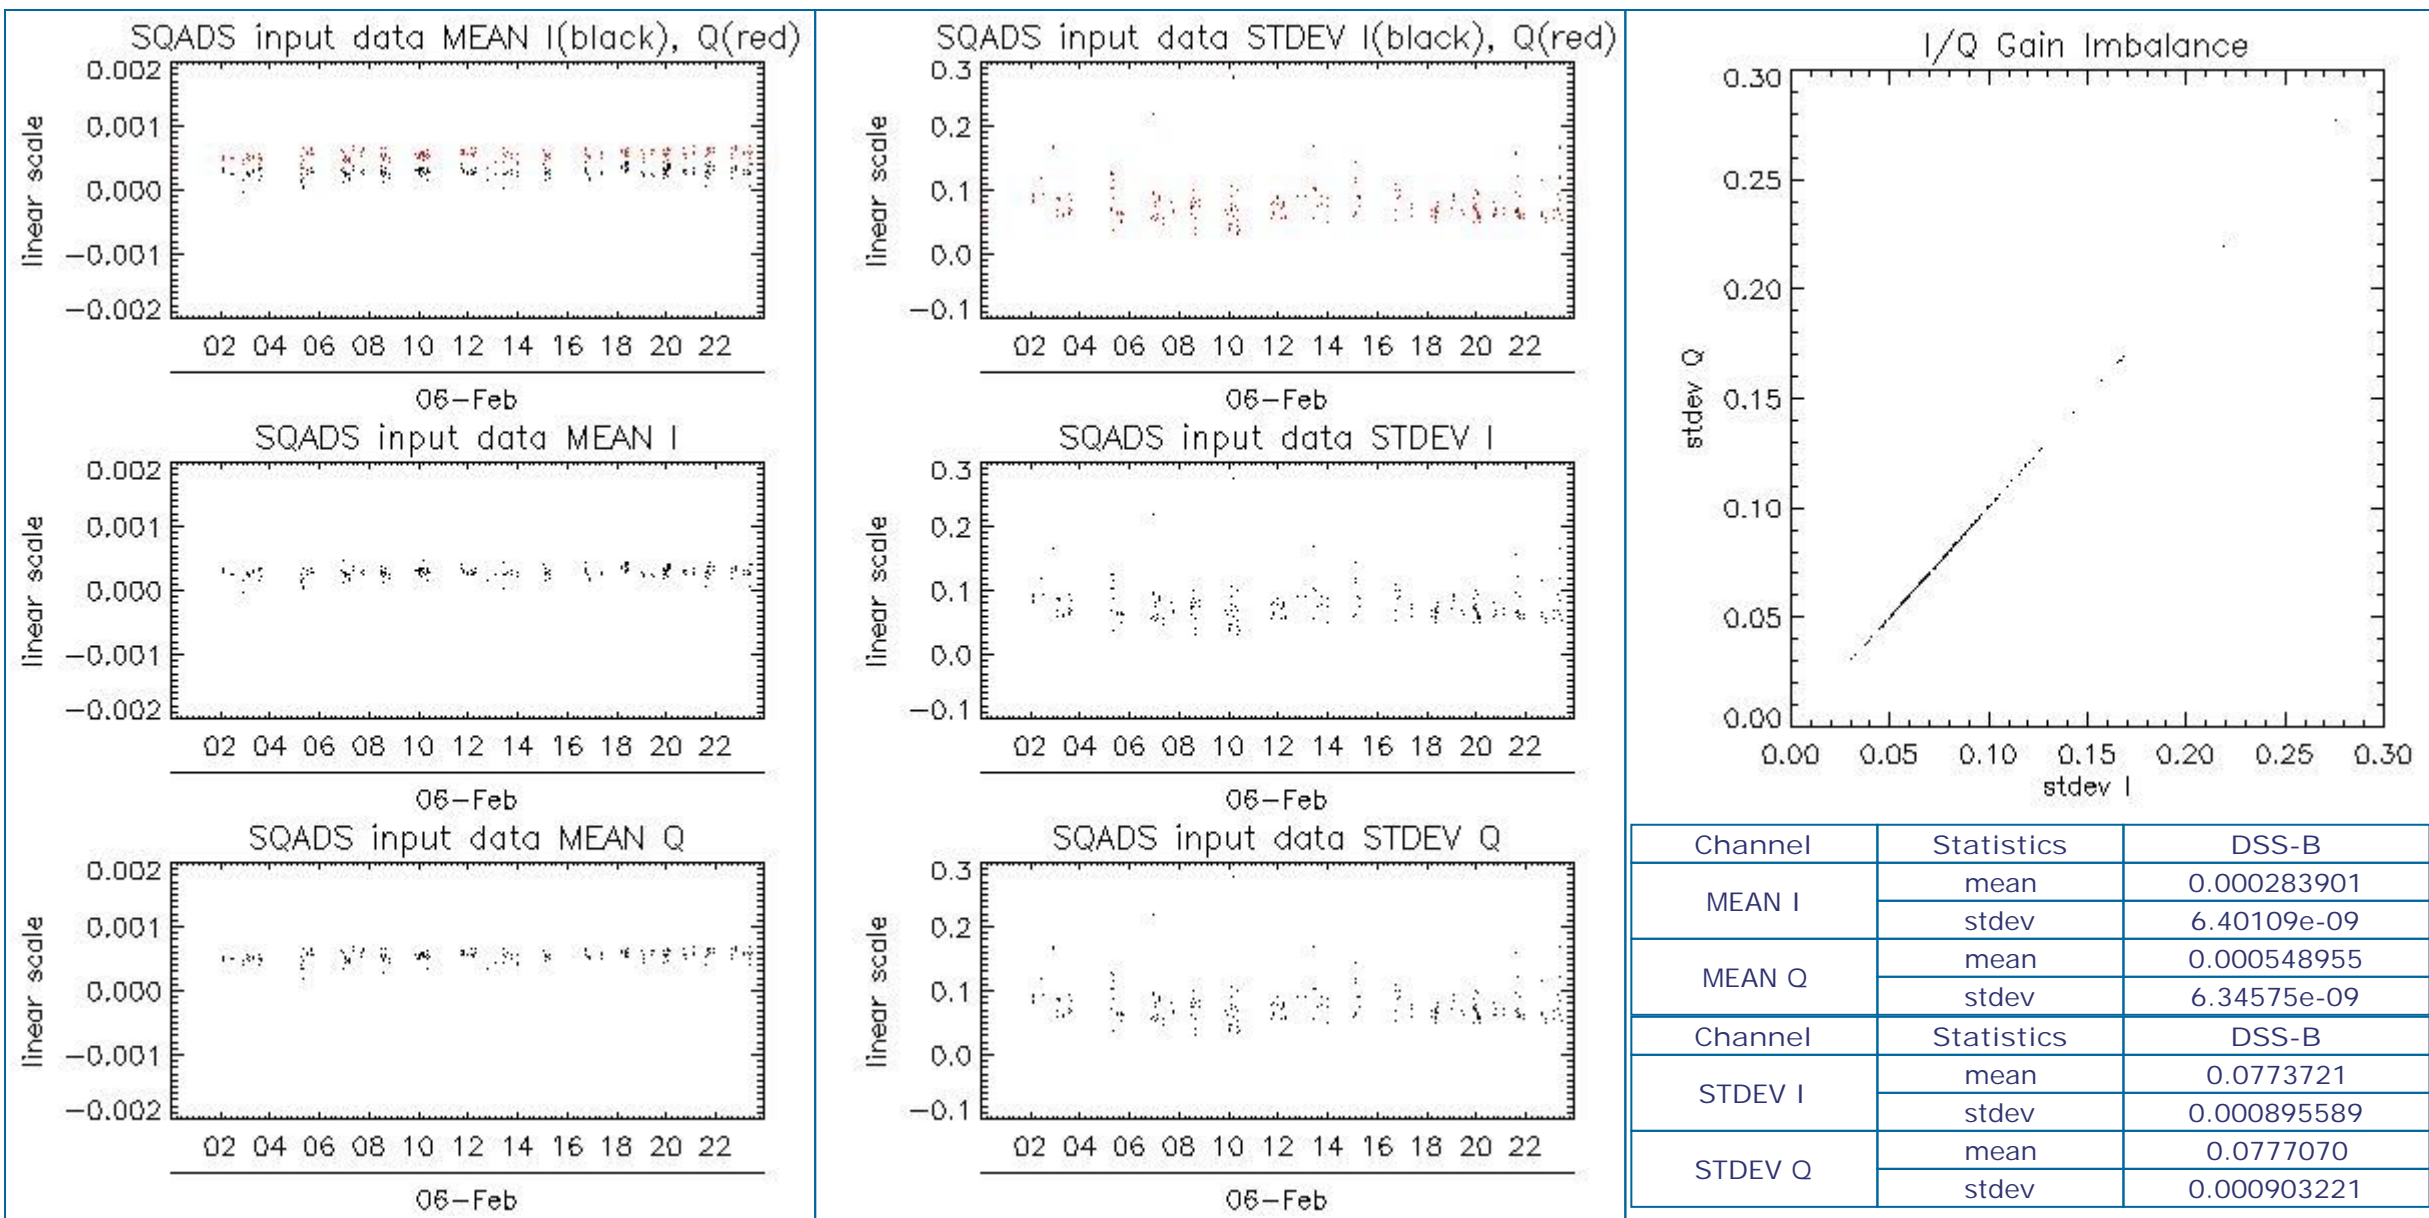 SQADS input data MEAN I(black), Q(red)
linear scale
0.002
0.001
0.000
−0.001
−0.002
02 04 06 08 10 12 14 16 18 20 22
06−Feb
SQADS input data MEAN I
linear scale
0.002
0.001
0.000
−0.001
−0.002
02 04 06 08 10 12 14 16 18 20 22
06−Feb
SQADS input data MEAN Q
linear scale
0.002
0.001
0.000
−0.001
−0.002
02 04 06 08 10 12 14 16 18 20 22
06−Feb
SQADS input data STDEV I(black), Q(red)
linear scale
0.3
0.2
0.1
0.0
−0.1
02 04 06 08 10 12 14 16 18 20 22
06−Feb
SQADS input data STDEV I
linear scale
0.3
0.2
0.1
0.0
−0.1
02 04 06 08 10 12 14 16 18 20 22
06−Feb
SQADS input data STDEV Q
linear scale
0.3
0.2
0.1
0.0
−0.1
02 04 06 08 10 12 14 16 18 20 22
06−Feb
I/Q Gain Imbalance
stdev Q
0.30
0.25
0.20
0.15
0.10
0.05
0.00
0.00 0.05 0.10 0.15 0.20 0.25 0.30
stdev I
Channel Statistics DSS-B
MEAN I mean 0.000283901
stdev 6.40109e-09
MEAN Q mean 0.000548955
stdev 6.34575e-09
Channel Statistics DSS-B
STDEV I mean 0.0773721
stdev 0.000895589
STDEV Q mean 0.0777070
stdev 0.000903221